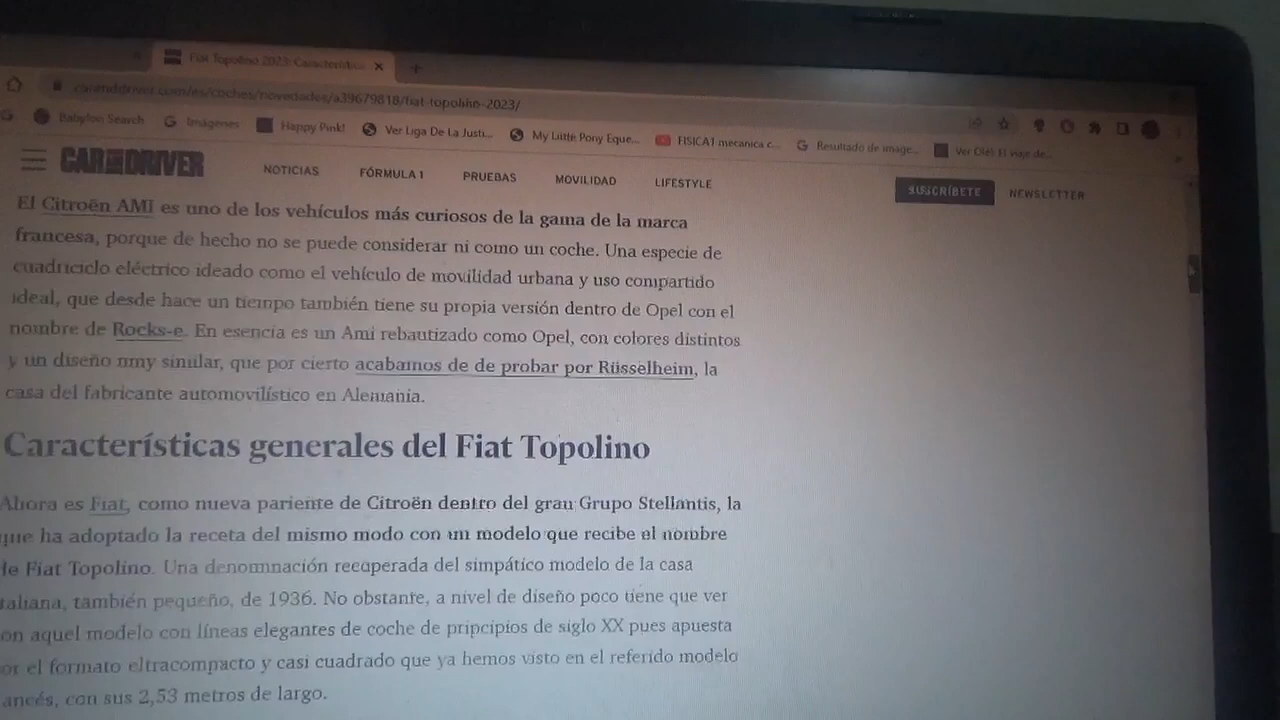 Fiat Topolino 2023: Característica
caranddriver.com/es/coches/novedades/a39679818/fiat-topolino-2023/
Babylon Search Imágenes Happy Pink! Ver Liga De La Justi... My Little Pony Eque... FISICA1 mecanica c... Resultado de image... Ver Olé! El viaje de...
CAR AND DRIVER NOTICIAS FÓRMULA 1 PRUEBAS MOVILIDAD LIFESTYLE SUSCRÍBETE NEWSLETTER
El Citroën AMI es uno de los vehículos más curiosos de la gama de la marca
francesa, porque de hecho no se puede considerar ni como un coche. Una especie de
cuadriciclo eléctrico ideado como el vehículo de movilidad urbana y uso compartido
ideal, que desde hace un tiempo también tiene su propia versión dentro de Opel con el
nombre de Rocks-e. En esencia es un Ami rebautizado como Opel, con colores distintos
y un diseño muy similar, que por cierto acabamos de de probar por Rüsselheim, la
casa del fabricante automovilístico en Alemania.
Características generales del Fiat Topolino
Ahora es Fiat, como nueva pariente de Citroën dentro del gran Grupo Stellantis, la
que ha adoptado la receta del mismo modo con un modelo que recibe el nombre
de Fiat Topolino. Una denominación recuperada del simpático modelo de la casa
taliana, también pequeño, de 1936. No obstante, a nivel de diseño poco tiene que ver
on aquel modelo con líneas elegantes de coche de principios de siglo XX pues apuesta
or el formato eltracompacto y casi cuadrado que ya hemos visto en el referido modelo
ancés, con sus 2,53 metros de largo.